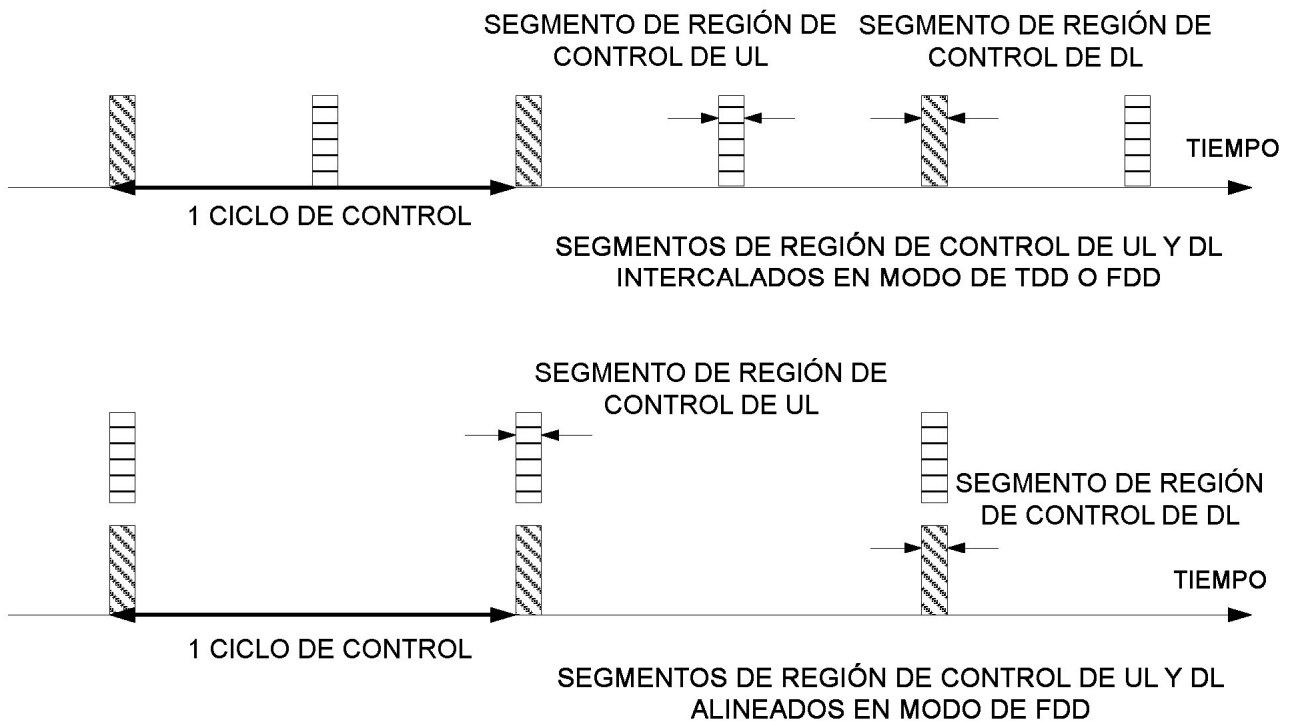 SEGMENTO DE REGIÓN DE
CONTROL DE UL
SEGMENTO DE REGIÓN DE
CONTROL DE DL
TIEMPO
1 CICLO DE CONTROL
SEGMENTOS DE REGIÓN DE CONTROL DE UL Y DL
INTERCALADOS EN MODO DE TDD O FDD
SEGMENTO DE REGIÓN DE
CONTROL DE UL
SEGMENTO DE REGIÓN
DE CONTROL DE DL
TIEMPO
1 CICLO DE CONTROL
SEGMENTOS DE REGIÓN DE CONTROL DE UL Y DL
ALINEADOS EN MODO DE FDD